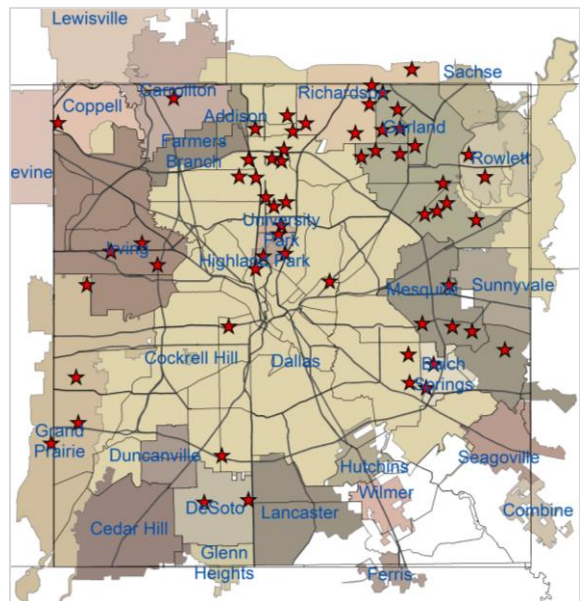 Lewisville
Sachse
Carrollton
Richardson
Coppell
Addison
Garland
Farmers
Branch
Rowlett
evine
University
Park
Irving
Highland Park
Mesquite
Sunnyvale
Cockrell Hill
Dallas
Balch
Springs
Grand
Prairie
Duncanville
Hutchins
Seagoville
Wilmer
DeSoto
Lancaster
Combine
Cedar Hill
Glenn
Heights
Ferris